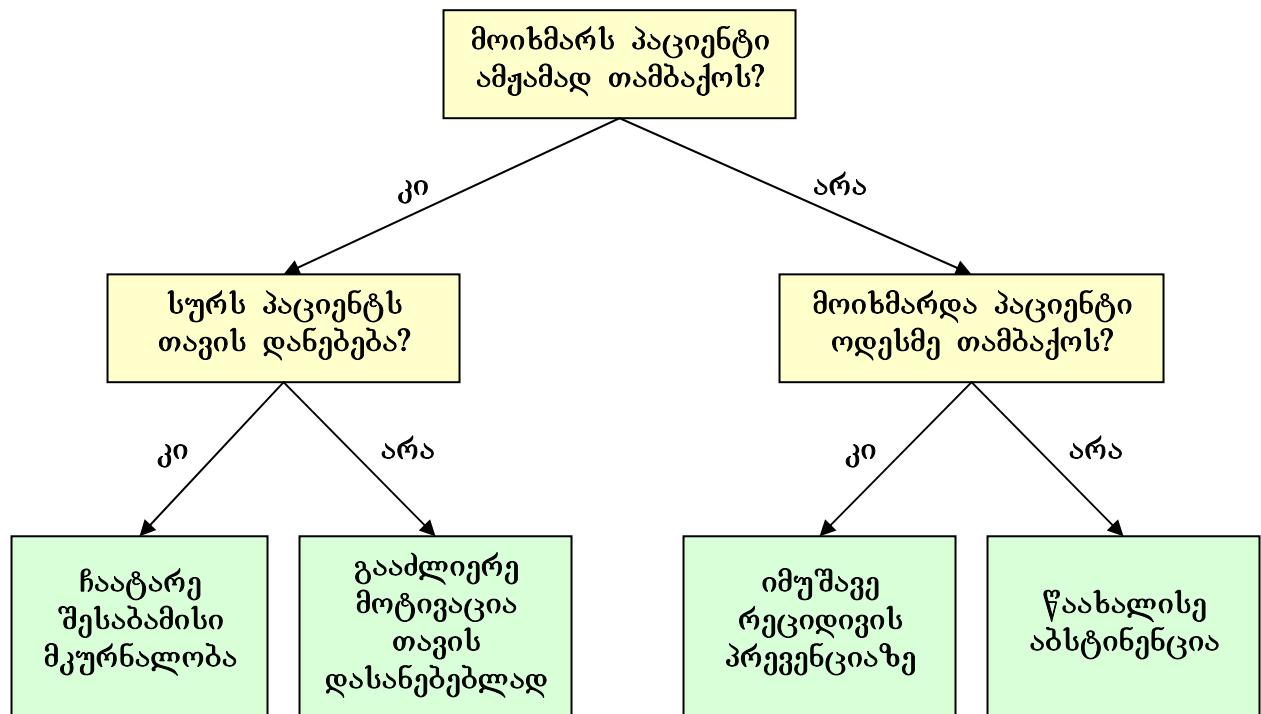 მოიხმარს პაციენტი
ამჟამად თამბაქოს?
კი
არა
სურს პაციენტს
თავის დანებება?
მოიხმარდა პაციენტი
ოდესმე თამბაქოს?
კი
არა
კი
არა
ჩაატარე
შესაბამისი
მკურნალობა
გააძლიერე
მოტივაცია
თავის
დასანებებლად
იმუშავე
რეციდივის
პრევენციაზე
წაახალისე
აბსტინენცია